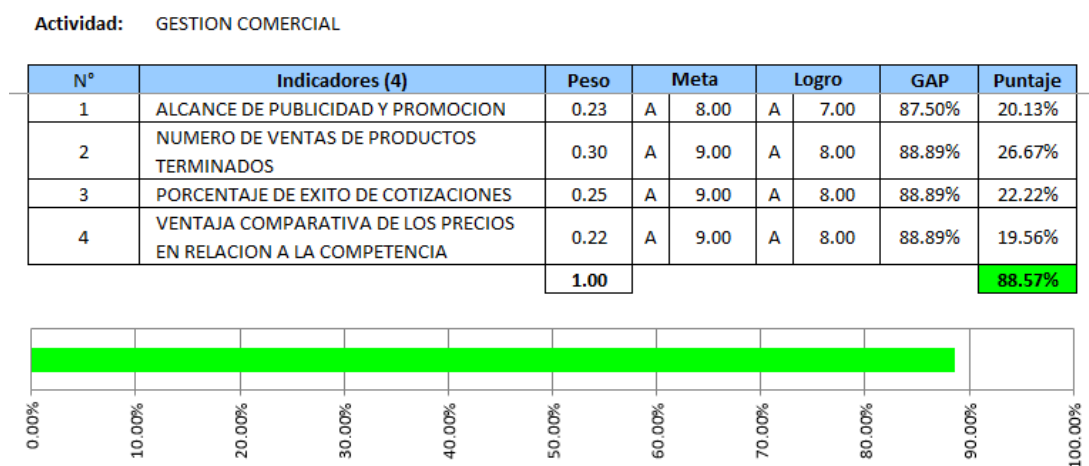 Actividad: GESTION COMERCIAL
N° Indicadores (4) Peso Meta Logro GAP Puntaje
1 ALCANCE DE PUBLICIDAD Y PROMOCION 0.23 A 8.00 A 7.00 87.50% 20.13%
2 NUMERO DE VENTAS DE PRODUCTOS TERMINADOS 0.30 A 9.00 A 8.00 88.89% 26.67%
3 PORCENTAJE DE EXITO DE COTIZACIONES 0.25 A 9.00 A 8.00 88.89% 22.22%
4 VENTAJA COMPARATIVA DE LOS PRECIOS EN RELACION A LA COMPETENCIA 0.22 A 9.00 A 8.00 88.89% 19.56%
1.00 88.57%
0.00% 10.00% 20.00% 30.00% 40.00% 50.00% 60.00% 70.00% 80.00% 90.00% 100.00%